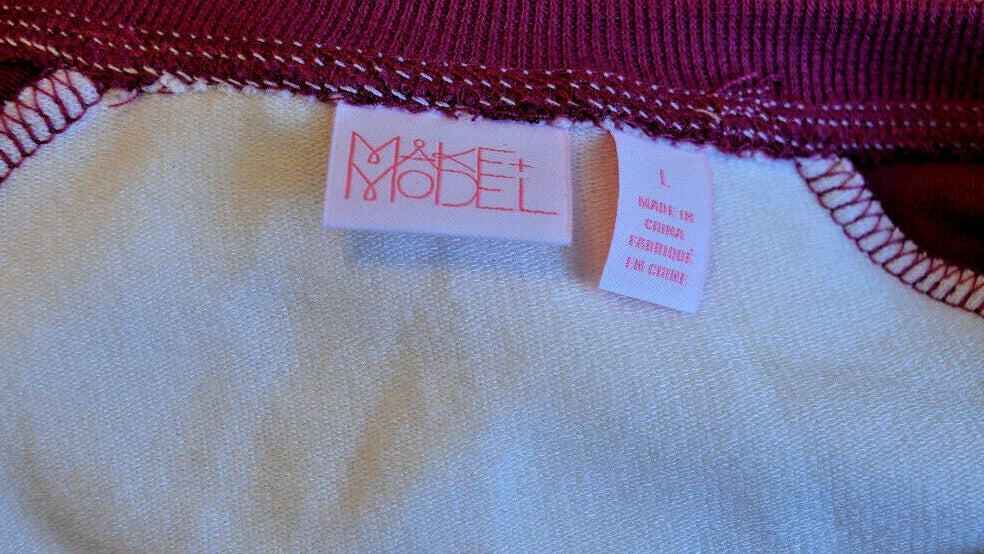 MAKE+
MODEL
L
MADE IN
CHINA
FABRIQUÉ
EN CHINE